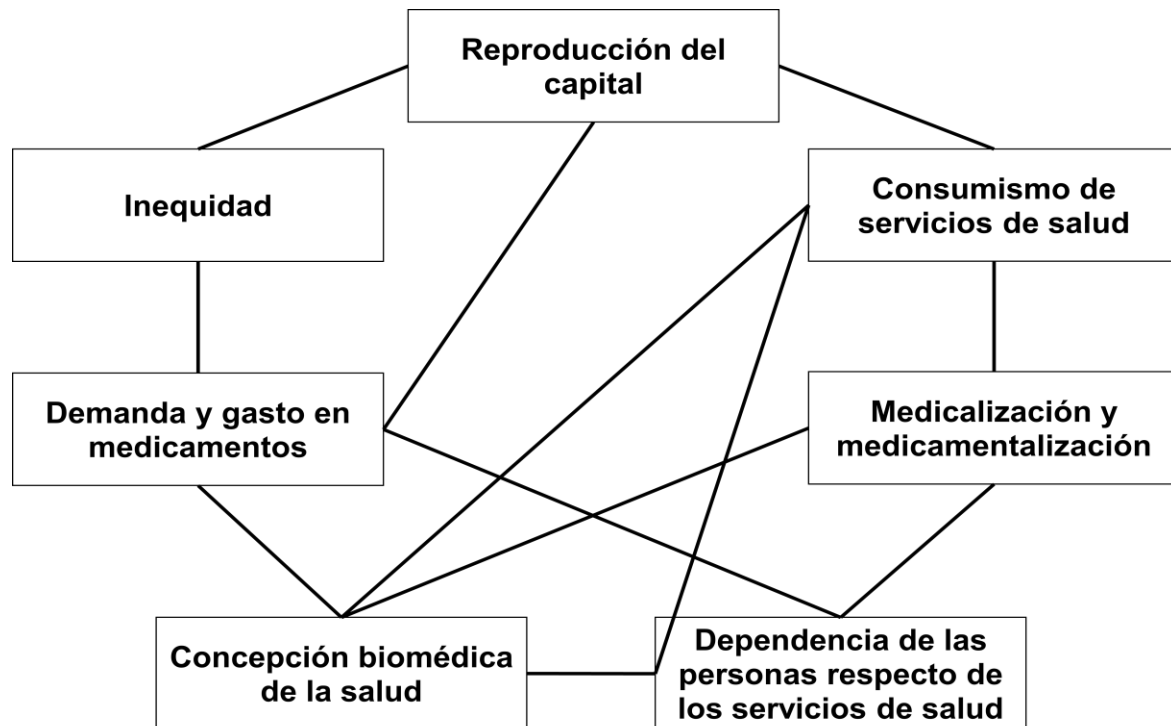 Reproducción del
capital
Inequidad
Consumismo de
servicios de salud
Demanda y gasto en
medicamentos
Medicalización y
medicamentalización
Concepción biomédica
de la salud
Dependencia de las
personas respecto de
los servicios de salud